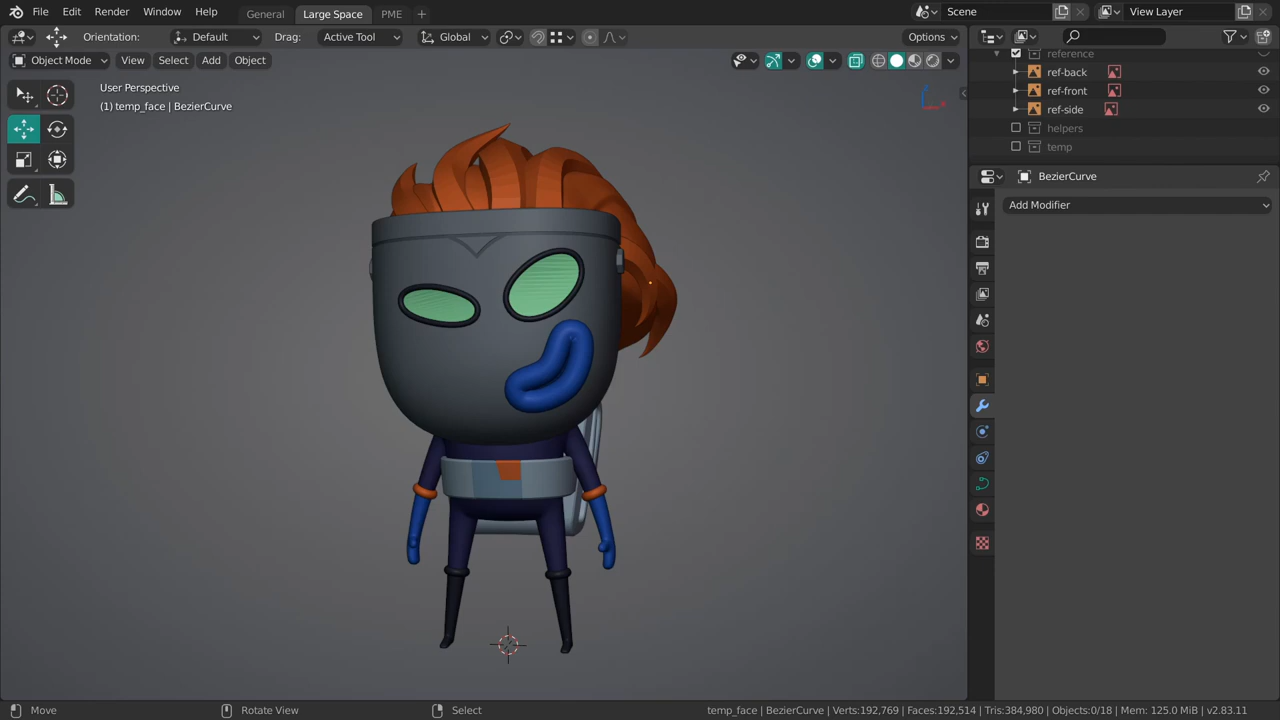 File Edit Render Window Help General Large Space PME + Scene View Layer
Orientation: Default Drag: Active Tool Global Options
Object Mode View Select Add Object
User Perspective
(1) temp_face | BezierCurve
reference
ref-back
ref-front
ref-side
helpers
temp
BezierCurve
Add Modifier
Move Rotate View Select temp_face | BezierCurve | Verts:192,769 | Faces:192,514 | Tris:384,980 | Objects:0/18 | Mem: 125.0 MiB | v2.83.11